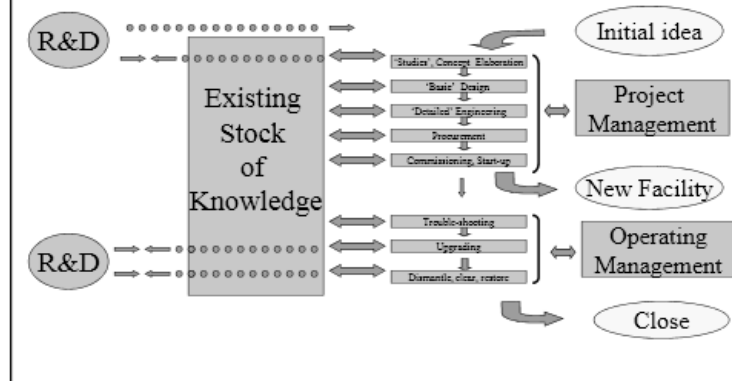 R&D
Initial idea
'Studies', Concept Elaboration
'Basic' Design
'Detailed' Engineering
Procurement
Commissioning, Start-up
Existing
Stock
of
Knowledge
Project
Management
New Facility
R&D
Trouble-shooting
Upgrading
Dismantle, clear, restore
Operating
Management
Close